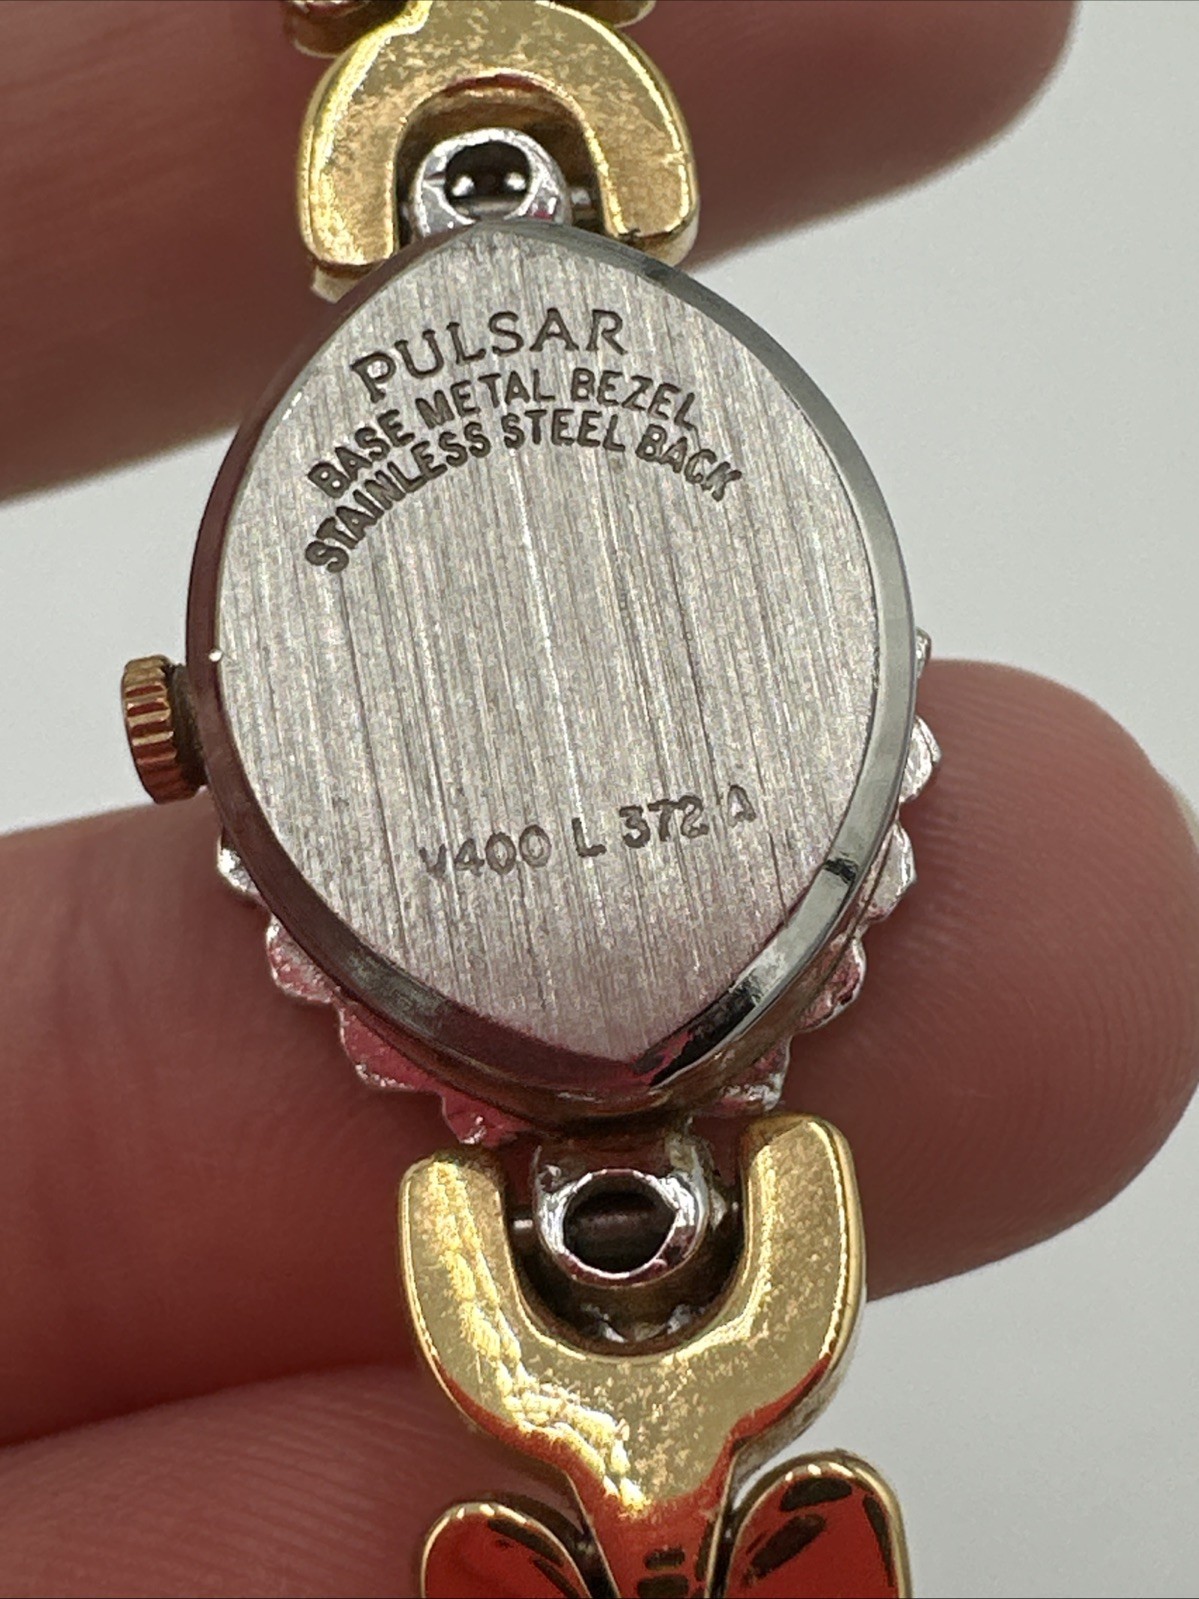 PULSAR
BASE METAL BEZEL
STAINLESS STEEL BACK
V400 L 372 A